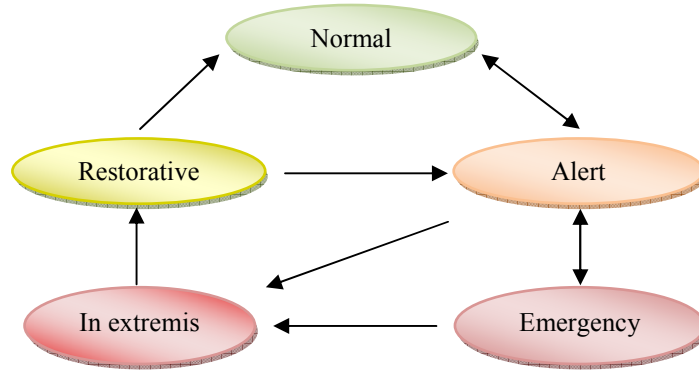 Normal
Restorative
Alert
In extremis
Emergency